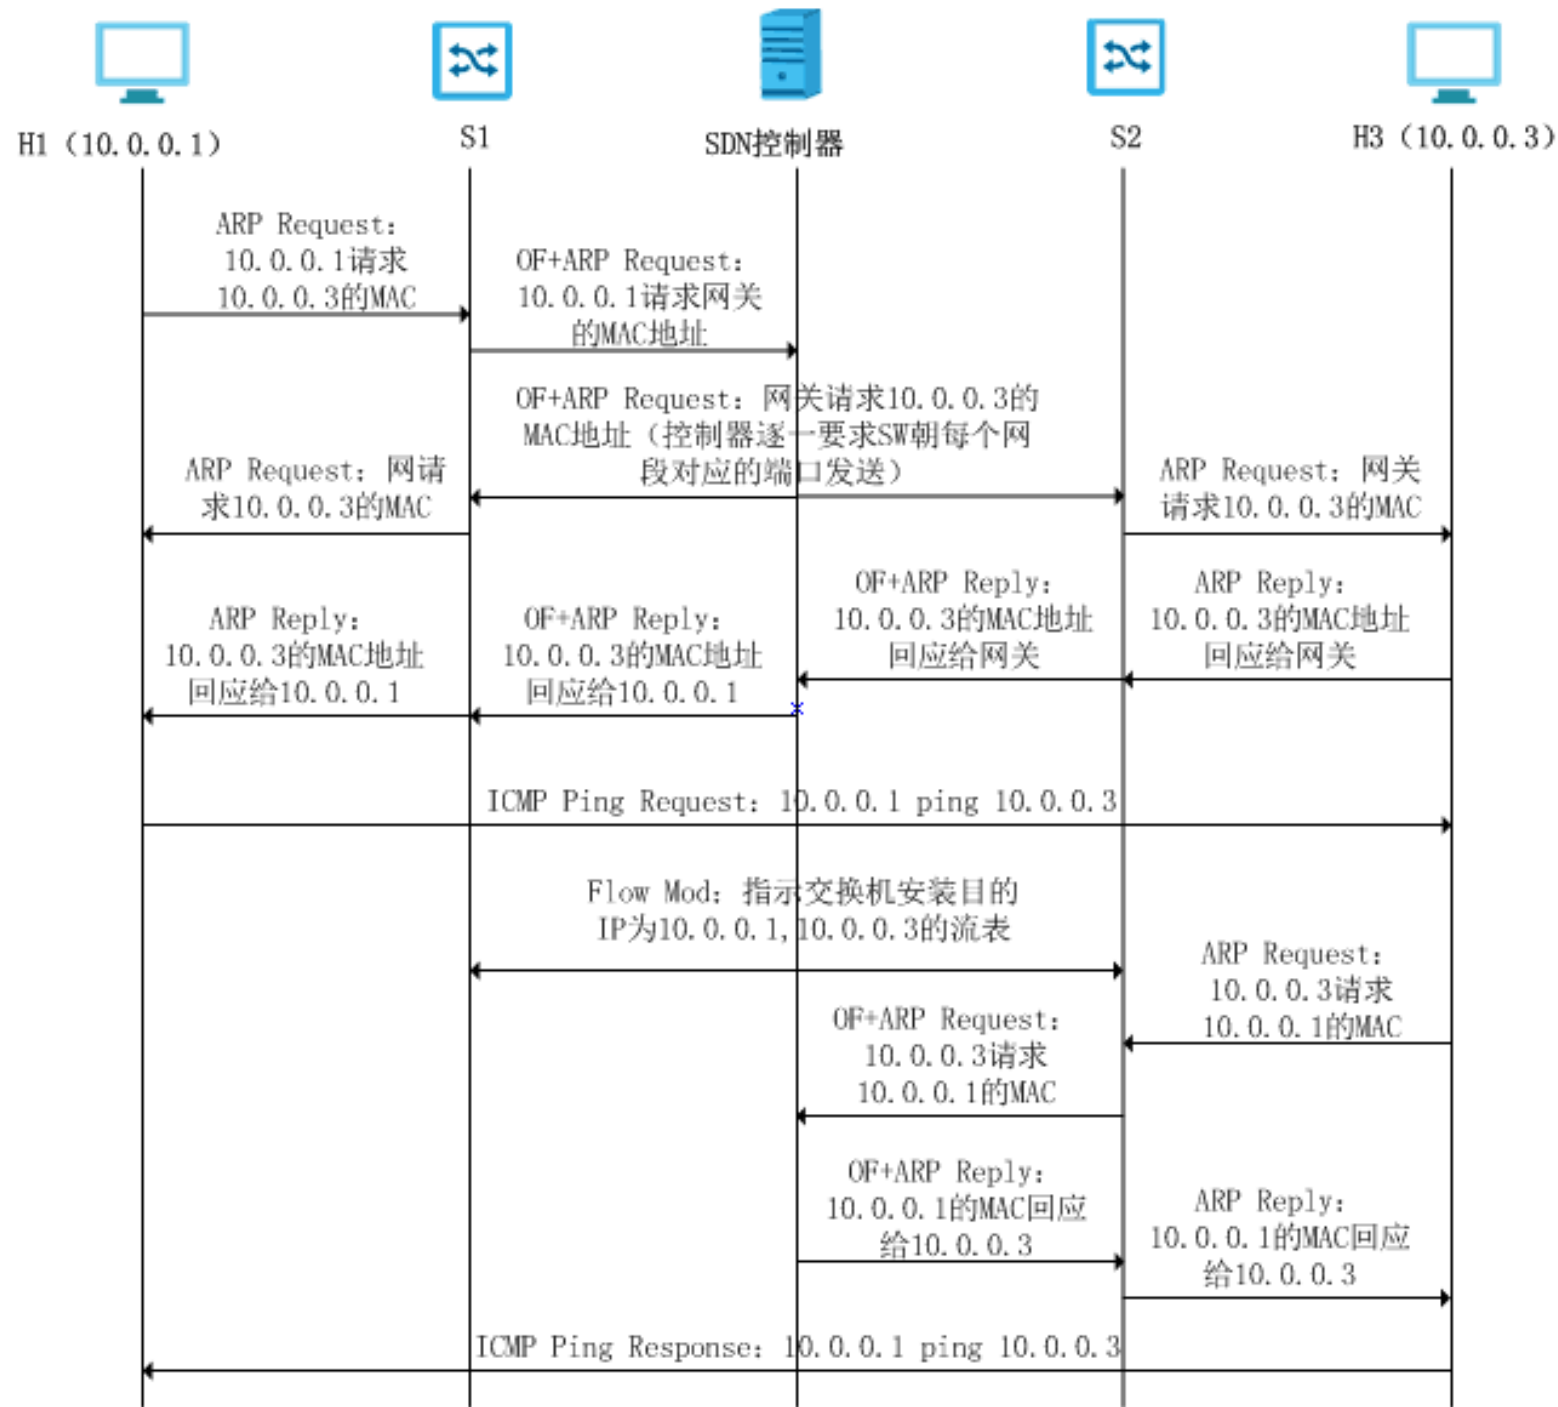 H1（10.0.0.1）
S1
SDN控制器
S2
H3（10.0.0.3）
ARP Request：
10.0.0.1请求
10.0.0.3的MAC
OF+ARP Request：
10.0.0.1请求网关
的MAC地址
OF+ARP Request：网关请求10.0.0.3的
MAC地址（控制器逐一要求SW朝每个网
段对应的端口发送）
ARP Request：网请
求10.0.0.3的MAC
ARP Request：网关
请求10.0.0.3的MAC
ARP Reply：
10.0.0.3的MAC地址
回应给网关
OF+ARP Reply：
10.0.0.3的MAC地址
回应给网关
OF+ARP Reply：
10.0.0.3的MAC地址
回应给10.0.0.1
ARP Reply：
10.0.0.3的MAC地址
回应给10.0.0.1
ICMP Ping Request：10.0.0.1 ping 10.0.0.3
Flow Mod：指示交换机安装目的
IP为10.0.0.1,10.0.0.3的流表
ARP Request：
10.0.0.3请求
10.0.0.1的MAC
OF+ARP Request：
10.0.0.3请求
10.0.0.1的MAC
OF+ARP Reply：
10.0.0.1的MAC回应
给10.0.0.3
ARP Reply：
10.0.0.1的MAC回应
给10.0.0.3
ICMP Ping Response：10.0.0.1 ping 10.0.0.3